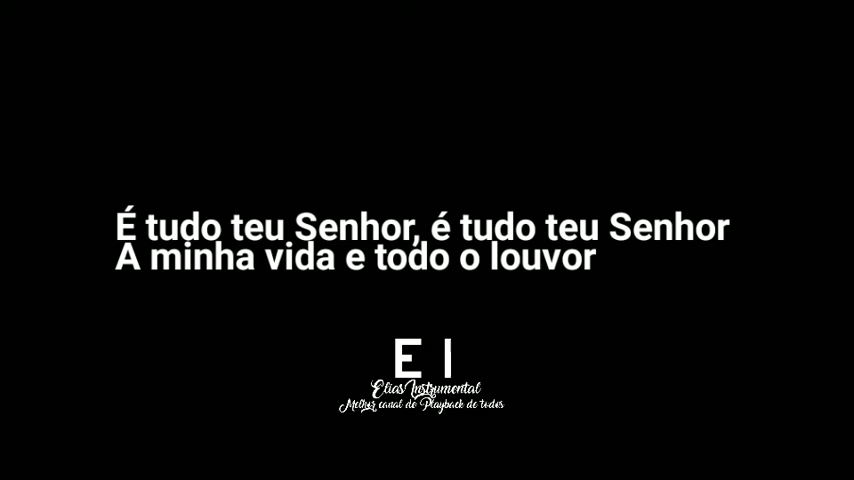 É tudo teu Senhor, é tudo teu Senhor
A minha vida e todo o louvor
E I
Elias Instrumental
Melhor canal de Playback de todos